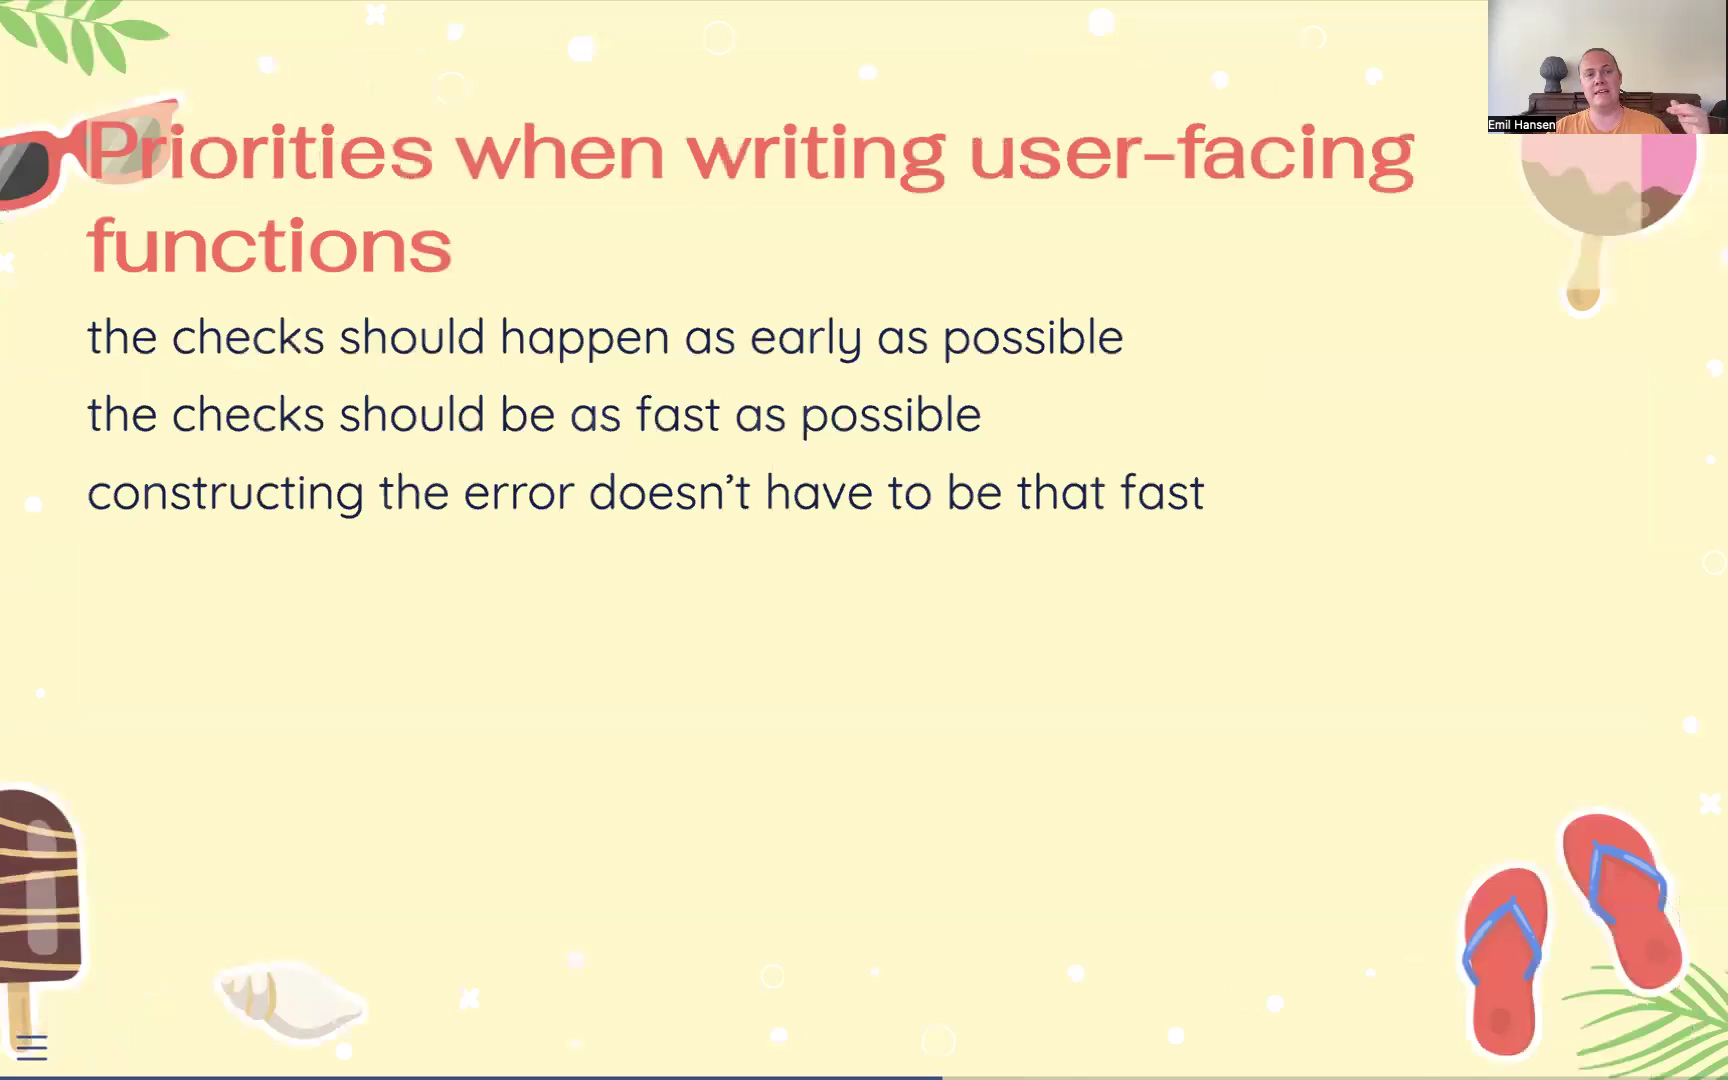 Priorities when writing user-facing
functions
the checks should happen as early as possible
the checks should be as fast as possible
constructing the error doesn’t have to be that fast
Emil Hansen